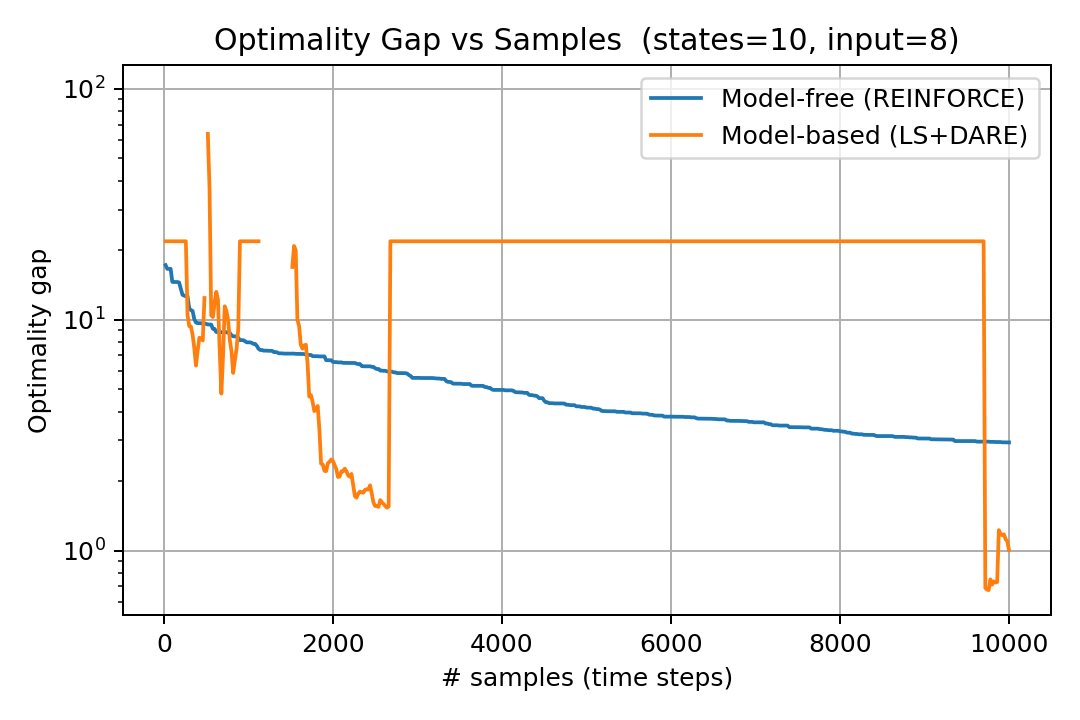 Optimality Gap vs Samples (states=10, input=8)
Model-free (REINFORCE)
Model-based (LS+DARE)
Optimality gap
10²
10¹
10⁰
0 2000 4000 6000 8000 10000
# samples (time steps)